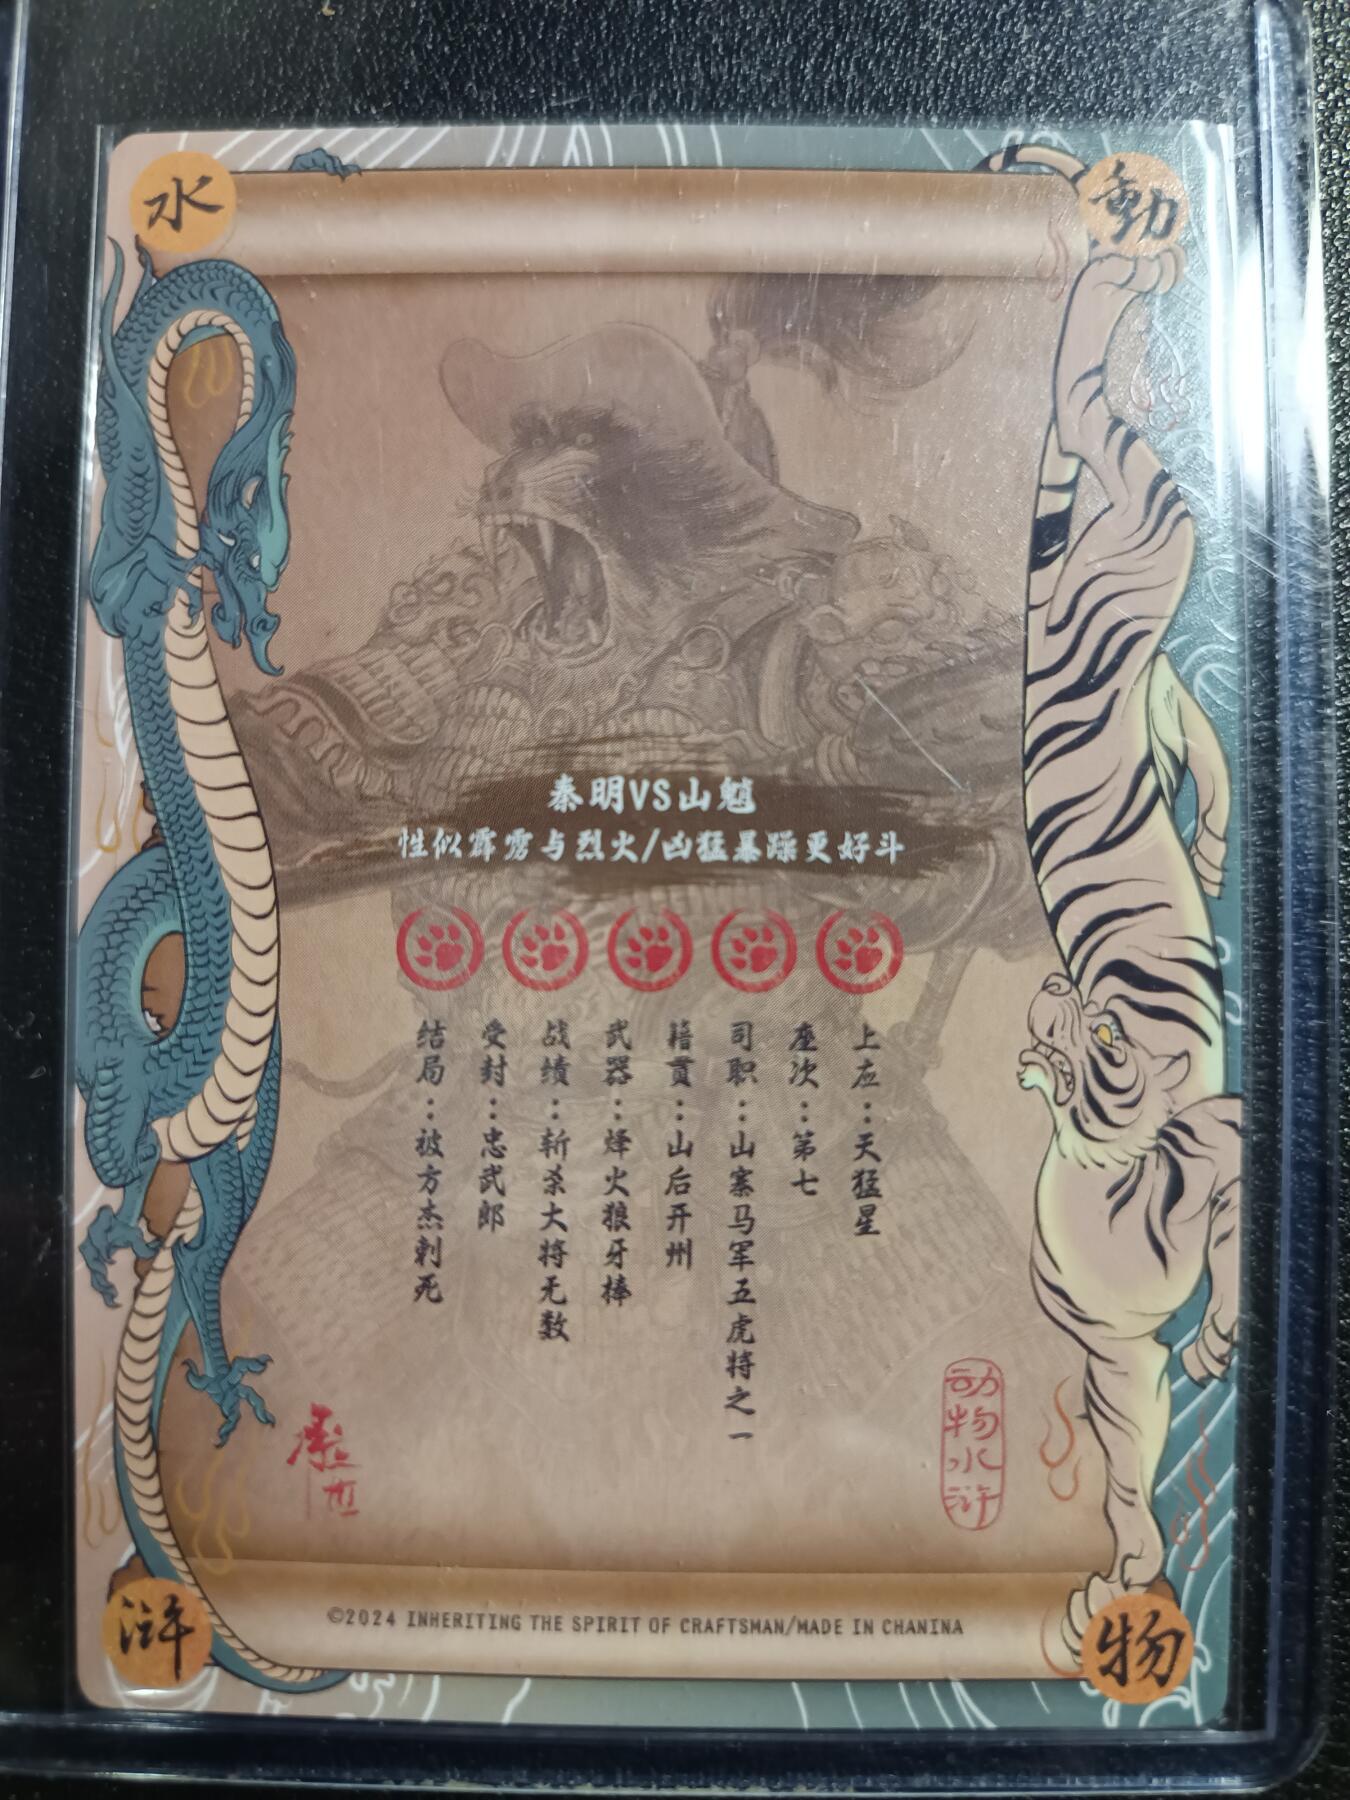 動
物
水
浒
秦明VS山魈
性似霹雳与烈火/凶猛暴躁更好斗
上应：天猛星
座次：第七
司职：山寨马军五虎将之一
籍贯：山后开州
武器：烽火狼牙棒
战绩：斩杀大将无数
受封：忠武郎
结局：被方杰刺死
动物水浒
承世
©2024 INHERITING THE SPIRIT OF CRAFTSMAN/MADE IN CHANINA